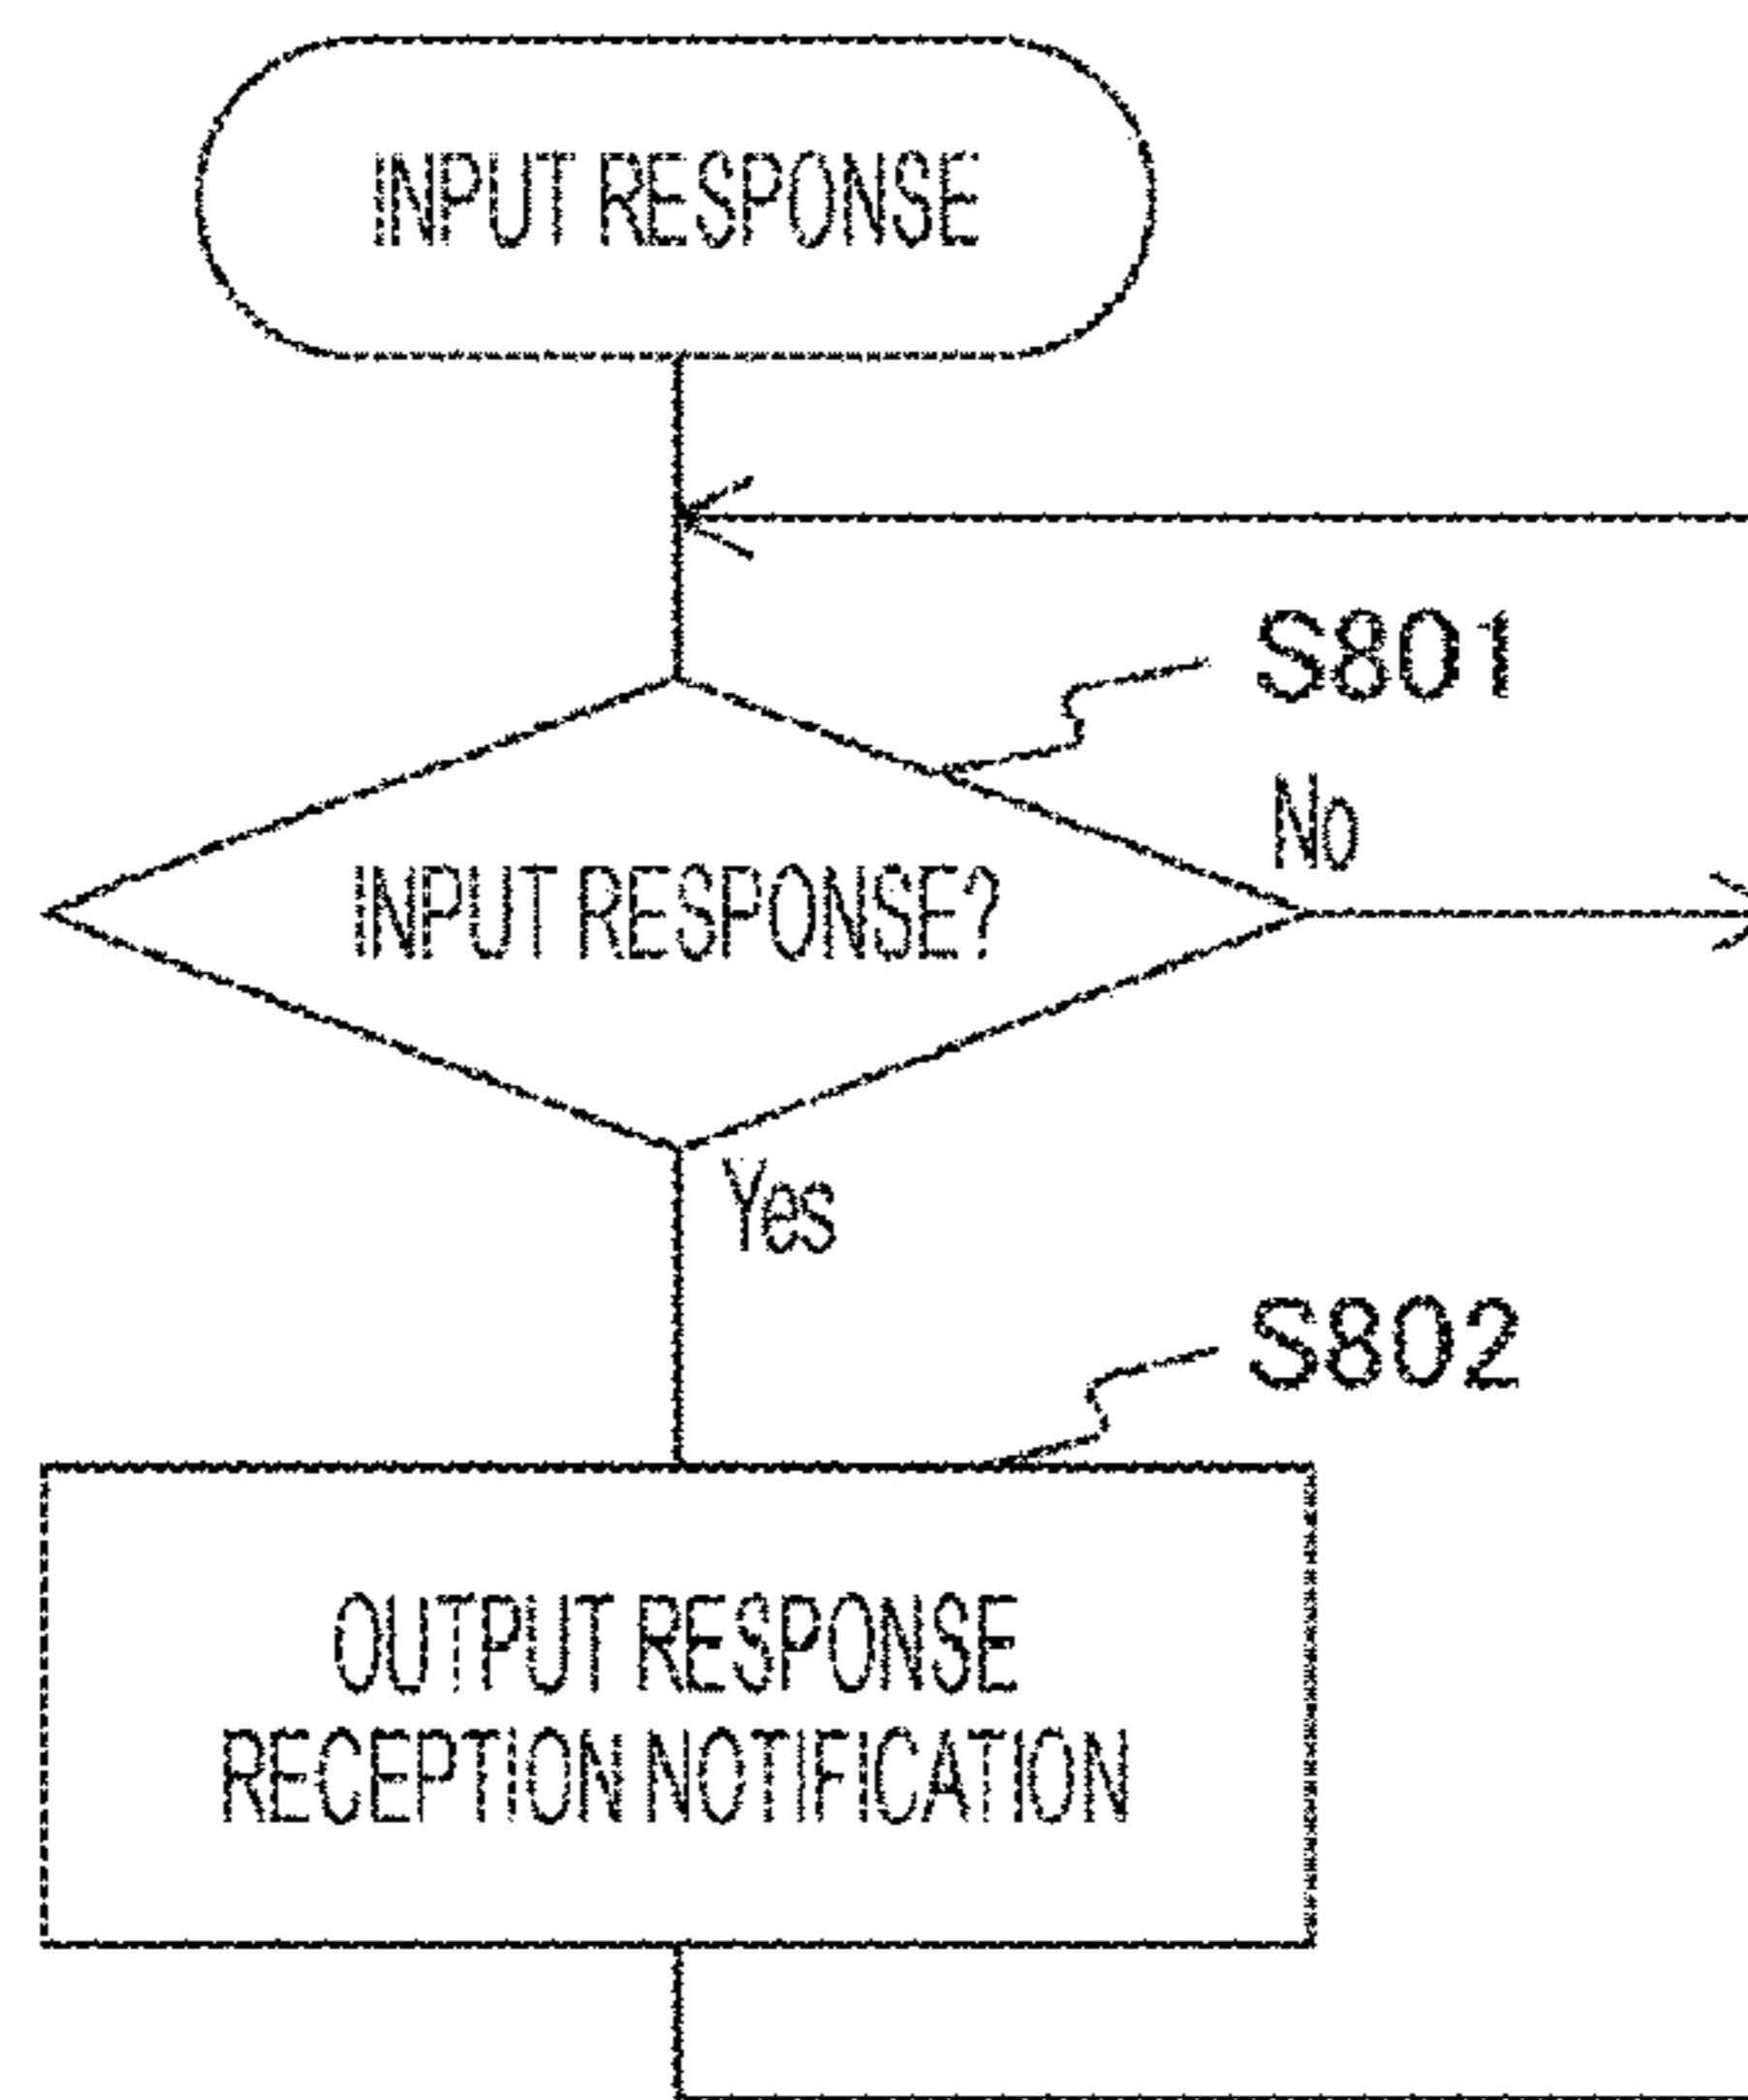 INPUT RESPONSE
S801
No
INPUT RESPONSE?
Yes
S802
OUTPUT RESPONSE
RECEPTION NOTIFICATION